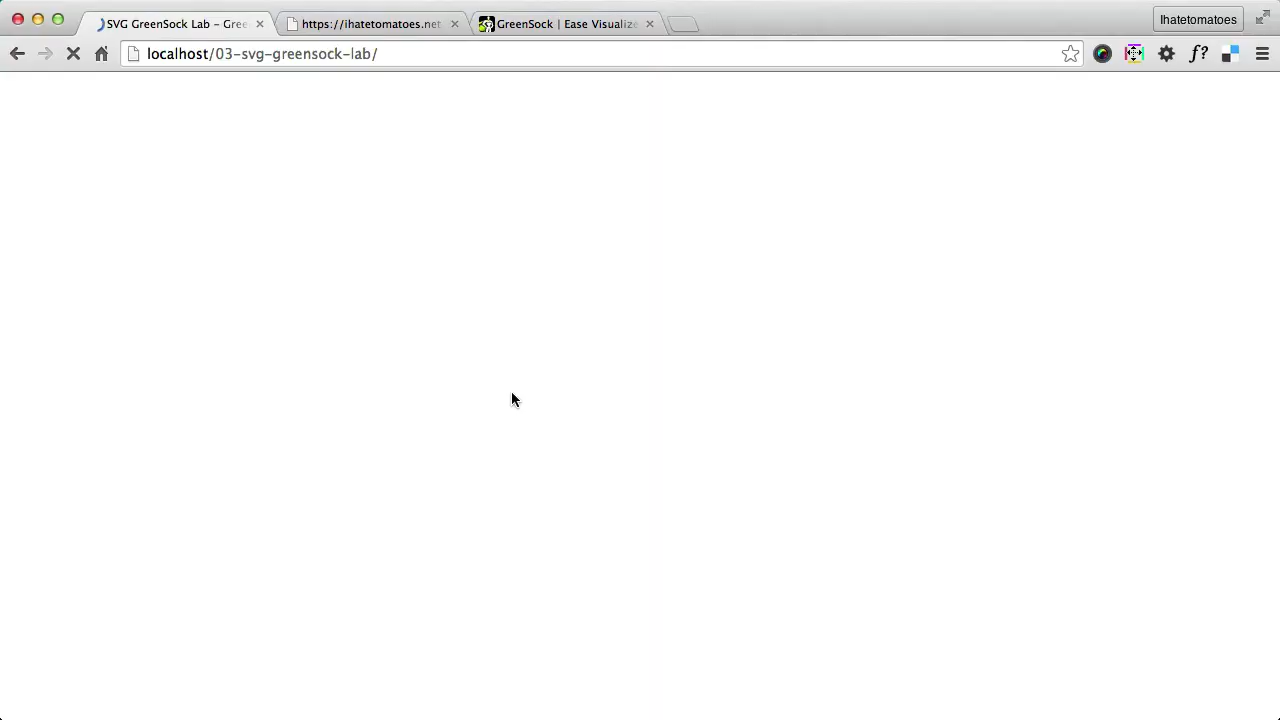 SVG GreenSock Lab – Gree
https://ihatetomatoes.net
GreenSock | Ease Visualize
Ihatetomatoes
localhost/03-svg-greensock-lab/
f?